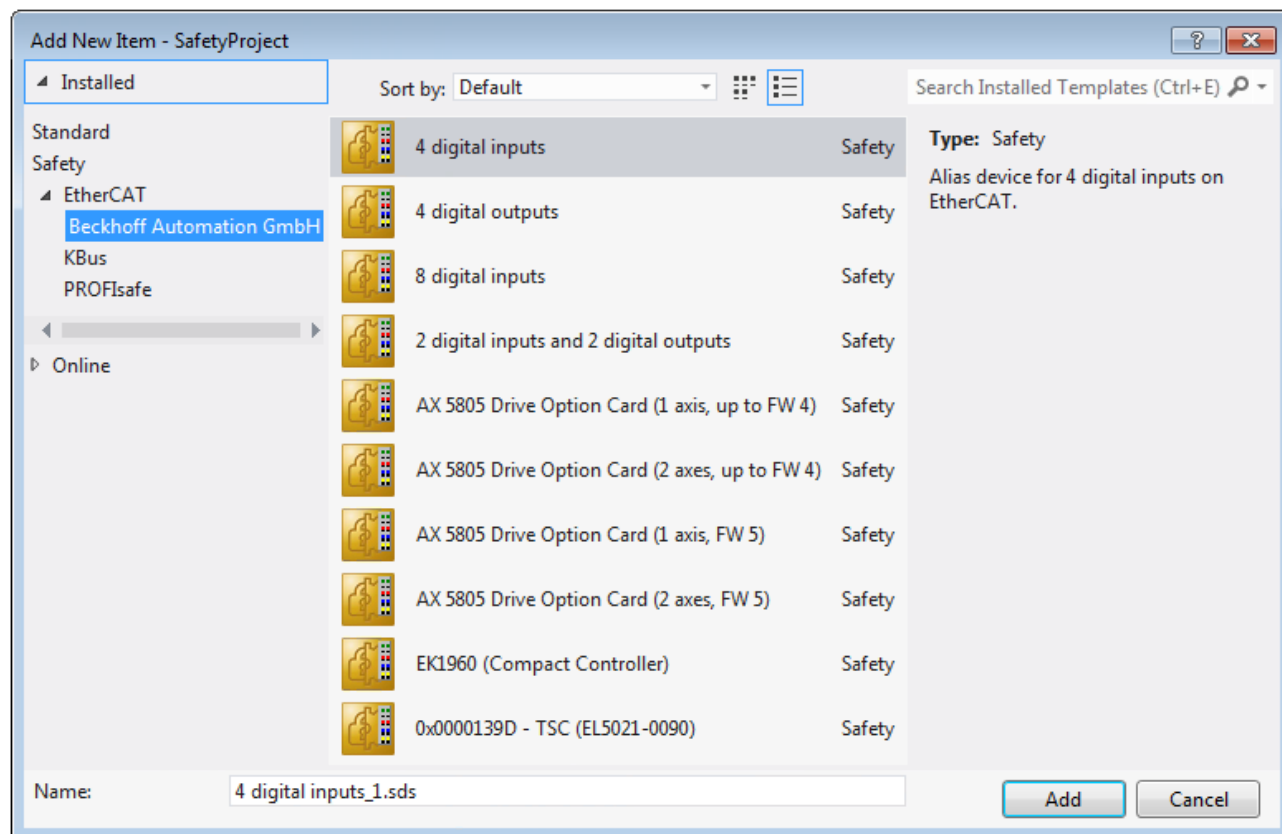 Add New Item - SafetyProject
Installed
Sort by: Default
Search Installed Templates (Ctrl+E)
Standard
Safety
EtherCAT
Beckhoff Automation GmbH
KBus
PROFIsafe
Online
4 digital inputs Safety
4 digital outputs Safety
8 digital inputs Safety
2 digital inputs and 2 digital outputs Safety
AX 5805 Drive Option Card (1 axis, up to FW 4) Safety
AX 5805 Drive Option Card (2 axes, up to FW 4) Safety
AX 5805 Drive Option Card (1 axis, FW 5) Safety
AX 5805 Drive Option Card (2 axes, FW 5) Safety
EK1960 (Compact Controller) Safety
0x0000139D - TSC (EL5021-0090) Safety
Type: Safety
Alias device for 4 digital inputs on
EtherCAT.
Name: 4 digital inputs_1.sds
Add Cancel